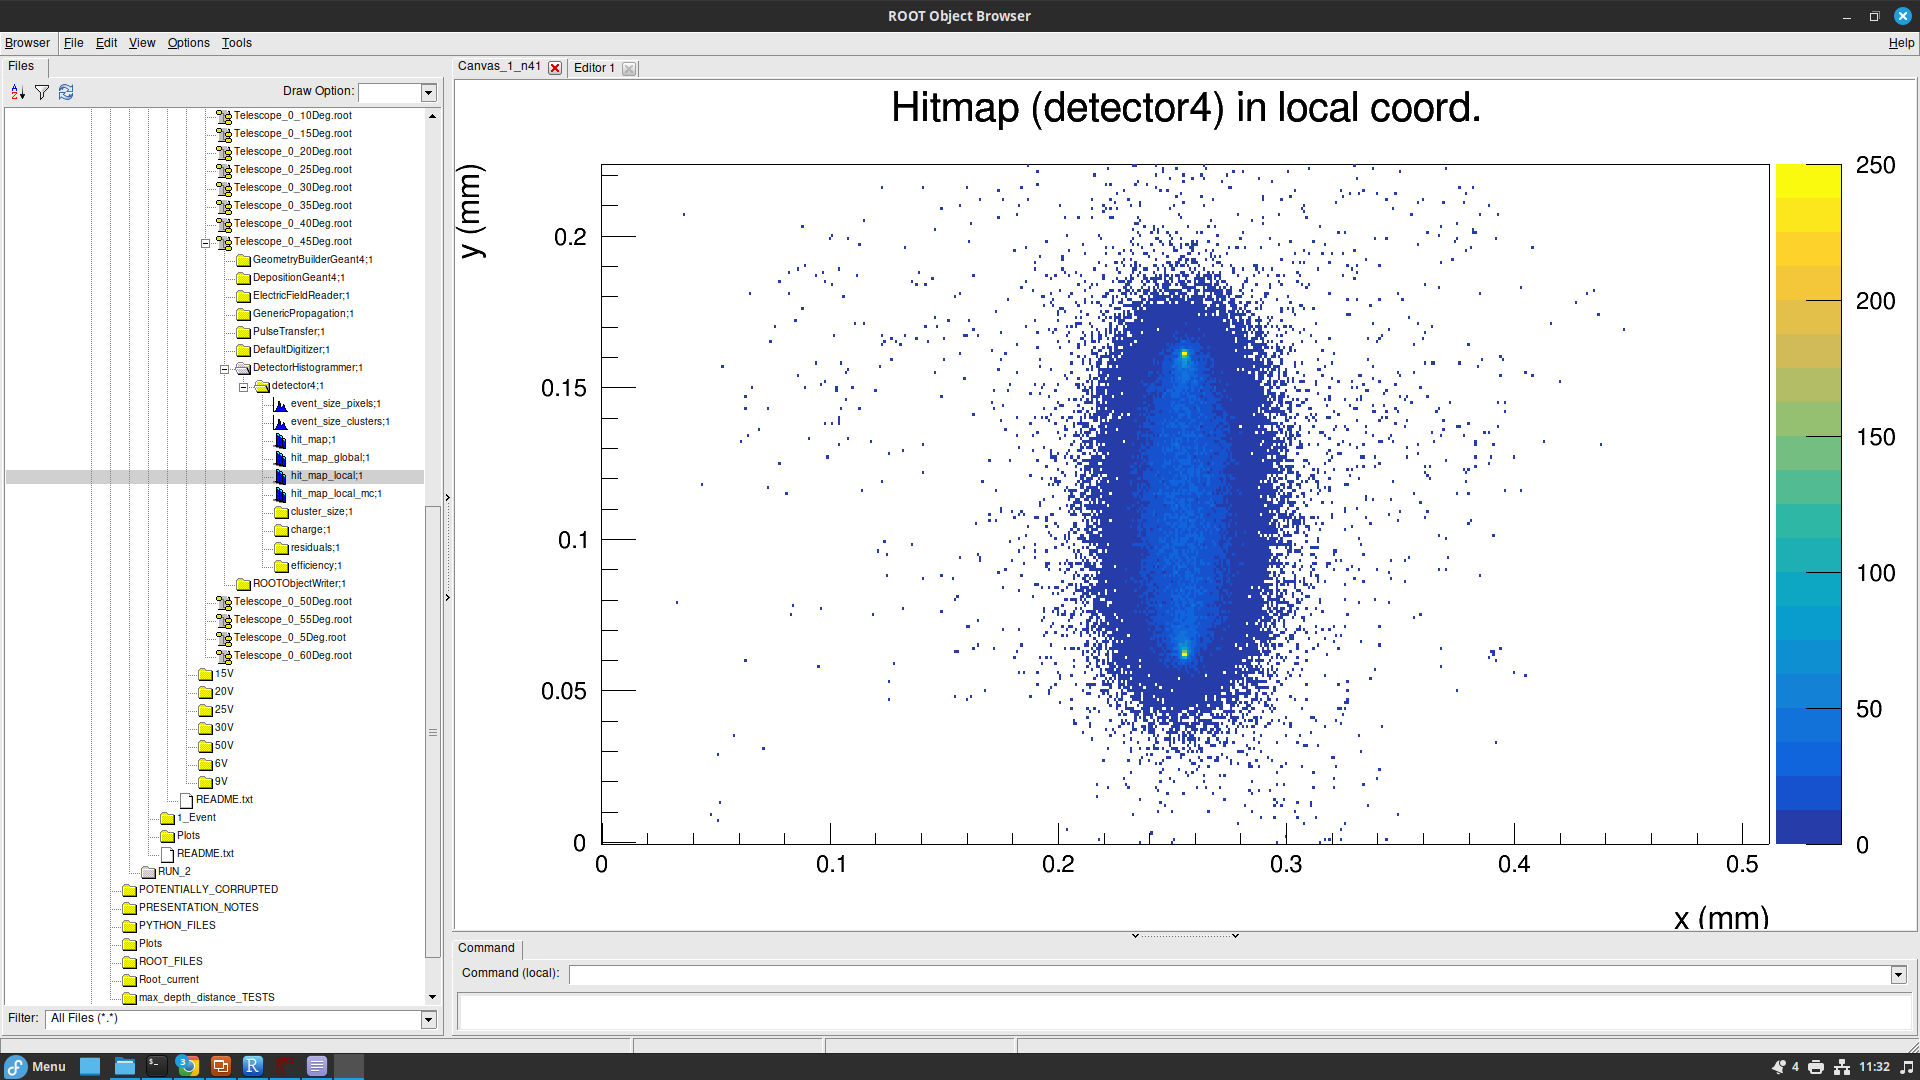 ROOT Object Browser
Browser File Edit View Options Tools Help
Files
Draw Option:
Telescope_0_10Deg.root
Telescope_0_15Deg.root
Telescope_0_20Deg.root
Telescope_0_25Deg.root
Telescope_0_30Deg.root
Telescope_0_35Deg.root
Telescope_0_40Deg.root
Telescope_0_45Deg.root
GeometryBuilderGeant4;1
DepositionGeant4;1
ElectricFieldReader;1
GenericPropagation;1
PulseTransfer;1
DefaultDigitizer;1
DetectorHistogrammer;1
detector4;1
event_size_pixels;1
event_size_clusters;1
hit_map;1
hit_map_global;1
hit_map_local;1
hit_map_local_mc;1
cluster_size;1
charge;1
residuals;1
efficiency;1
ROOTObjectWriter;1
Telescope_0_50Deg.root
Telescope_0_55Deg.root
Telescope_0_5Deg.root
Telescope_0_60Deg.root
15V
20V
25V
30V
50V
6V
9V
README.txt
1_Event
Plots
README.txt
RUN_2
POTENTIALLY_CORRUPTED
PRESENTATION_NOTES
PYTHON_FILES
Plots
ROOT_FILES
Root_current
max_depth_distance_TESTS
Filter: All Files (*.*)
Canvas_1_n41 Editor 1
Hitmap (detector4) in local coord.
y (mm)
0.2
0.15
0.1
0.05
0
0 0.1 0.2 0.3 0.4 0.5
x (mm)
250
200
150
100
50
0
Command
Command (local):
Menu
3
R
4
11:32